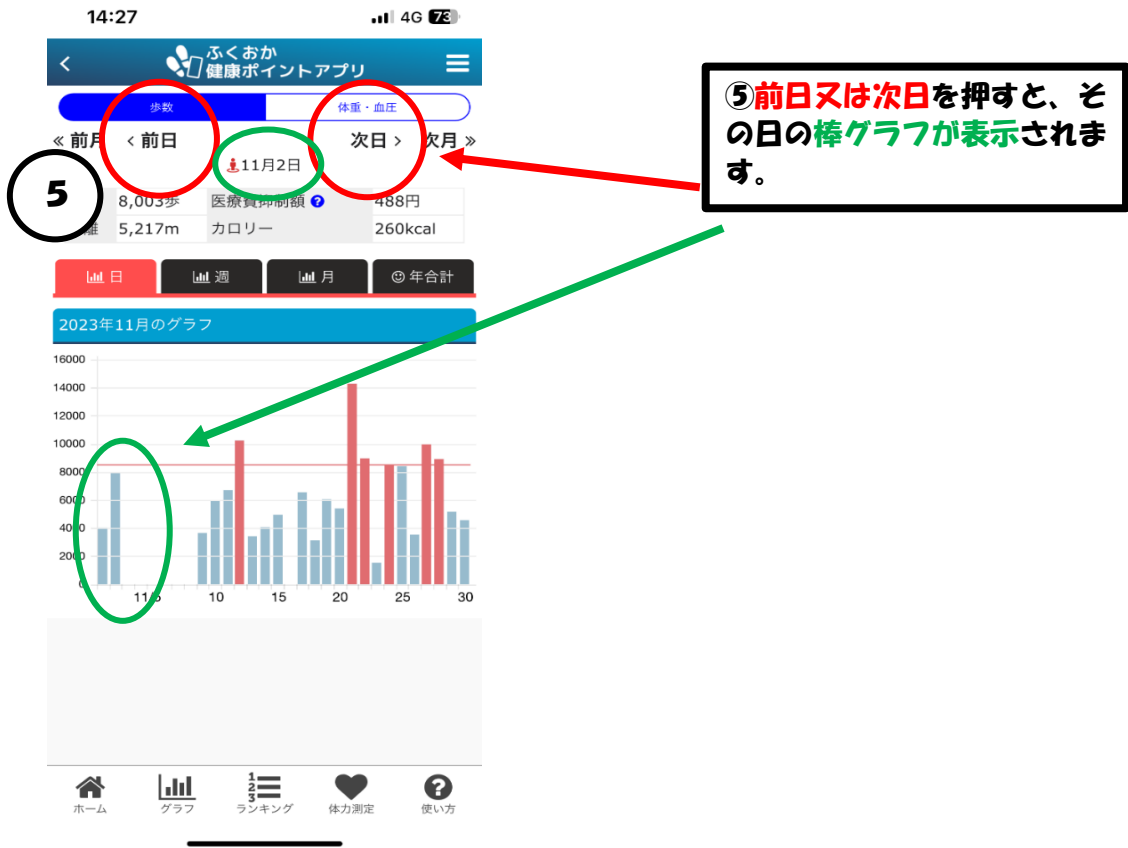 14:27
4G 73
ふくおか
健康ポイントアプリ
歩数 体重・血圧
≪ 前月 ‹ 前日 次日 › 次月 ≫
11月2日
5
8,003歩 医療費抑制額 ? 488円
離 5,217m カロリー 260kcal
日 週 月 年合計
2023年11月のグラフ
16000
14000
12000
10000
8000
6000
4000
2000
0
11/5 10 15 20 25 30
ホーム グラフ ランキング 体力測定 使い方
⑤前日又は次日を押すと、そ
の日の棒グラフが表示されま
す。